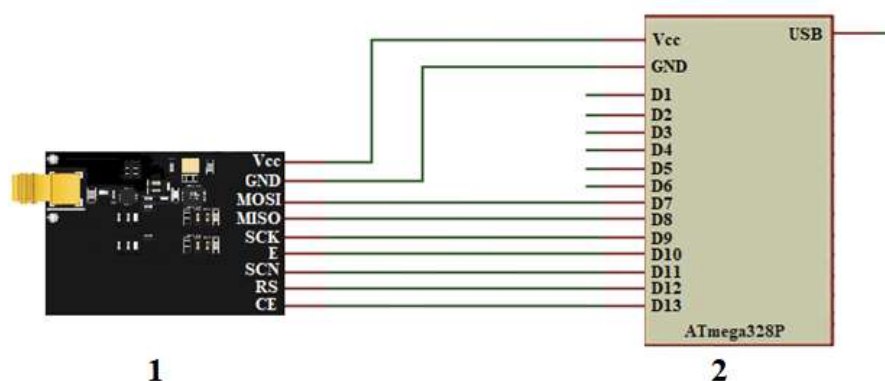 Vcc
GND
MOSI
MISO
SCK
E
SCN
RS
CE
1
Vcc
USB
GND
D1
D2
D3
D4
D5
D6
D7
D8
D9
D10
D11
D12
D13
ATmega328P
2